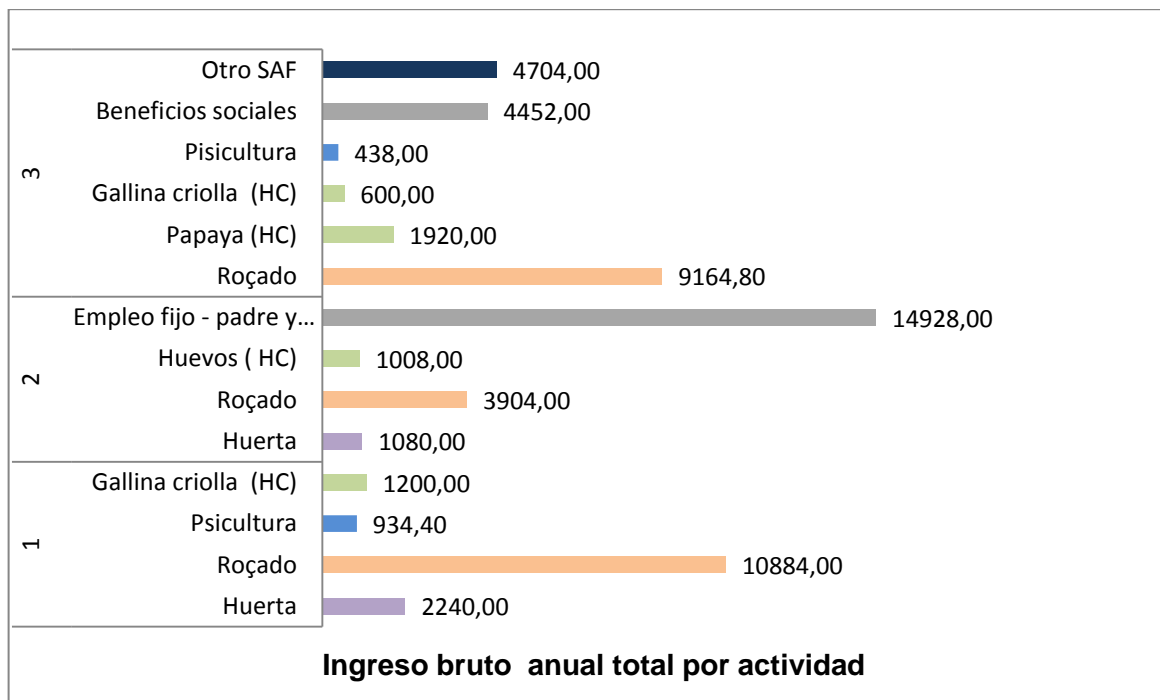 3
Otro SAF 4704,00
Beneficios sociales 4452,00
Pisicultura 438,00
Gallina criolla (HC) 600,00
Papaya (HC) 1920,00
Roçado 9164,80
2
Empleo fijo - padre y... 14928,00
Huevos ( HC) 1008,00
Roçado 3904,00
Huerta 1080,00
1
Gallina criolla (HC) 1200,00
Psicultura 934,40
Roçado 10884,00
Huerta 2240,00
Ingreso bruto anual total por actividad